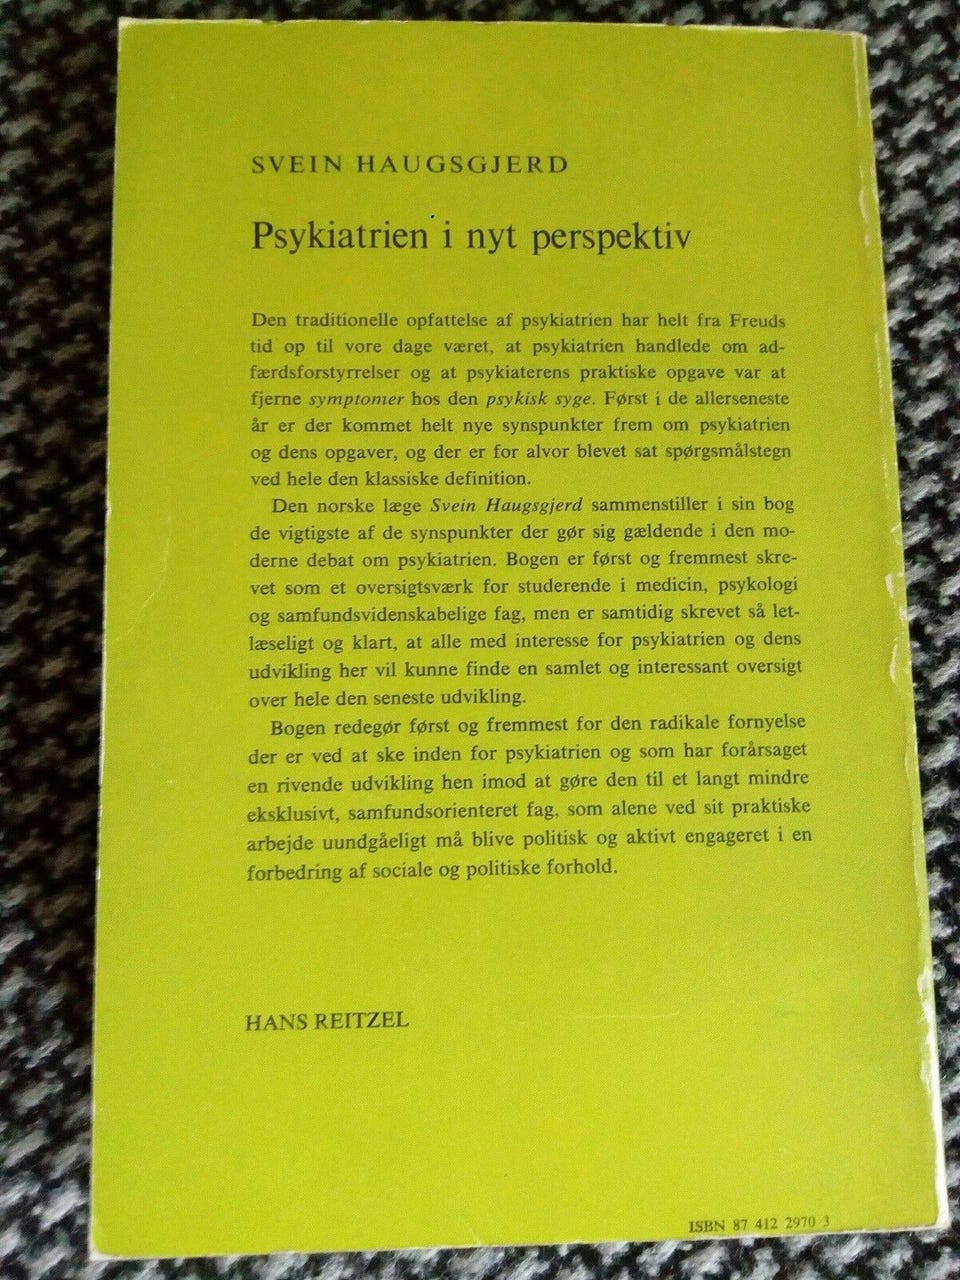 SVEIN HAUGSGJERD
Psykiatrien i nyt perspektiv
Den traditionelle opfattelse af psykiatrien har helt fra Freuds
tid op til vore dage været, at psykiatrien handlede om ad-
færdsforstyrrelser og at psykiaterens praktiske opgave var at
fjerne symptomer hos den psykisk syge. Først i de allerseneste
år er der kommet helt nye synspunkter frem om psykiatrien
og dens opgaver, og der er for alvor blevet sat spørgsmålstegn
ved hele den klassiske definition.
Den norske læge Svein Haugsgjerd sammenstiller i sin bog
de vigtigste af de synspunkter der gør sig gældende i den mo-
derne debat om psykiatrien. Bogen er først og fremmest skre-
vet som et oversigtsværk for studerende i medicin, psykologi
og samfundsvidenskabelige fag, men er samtidig skrevet så let-
læseligt og klart, at alle med interesse for psykiatrien og dens
udvikling her vil kunne finde en samlet og interessant oversigt
over hele den seneste udvikling.
Bogen redegør først og fremmest for den radikale fornyelse
der er ved at ske inden for psykiatrien og som har forårsaget
en rivende udvikling hen imod at gøre den til et langt mindre
eksklusivt, samfundsorienteret fag, som alene ved sit praktiske
arbejde uundgåeligt må blive politisk og aktivt engageret i en
forbedring af sociale og politiske forhold.
HANS REITZEL
ISBN 87 412 2970 3